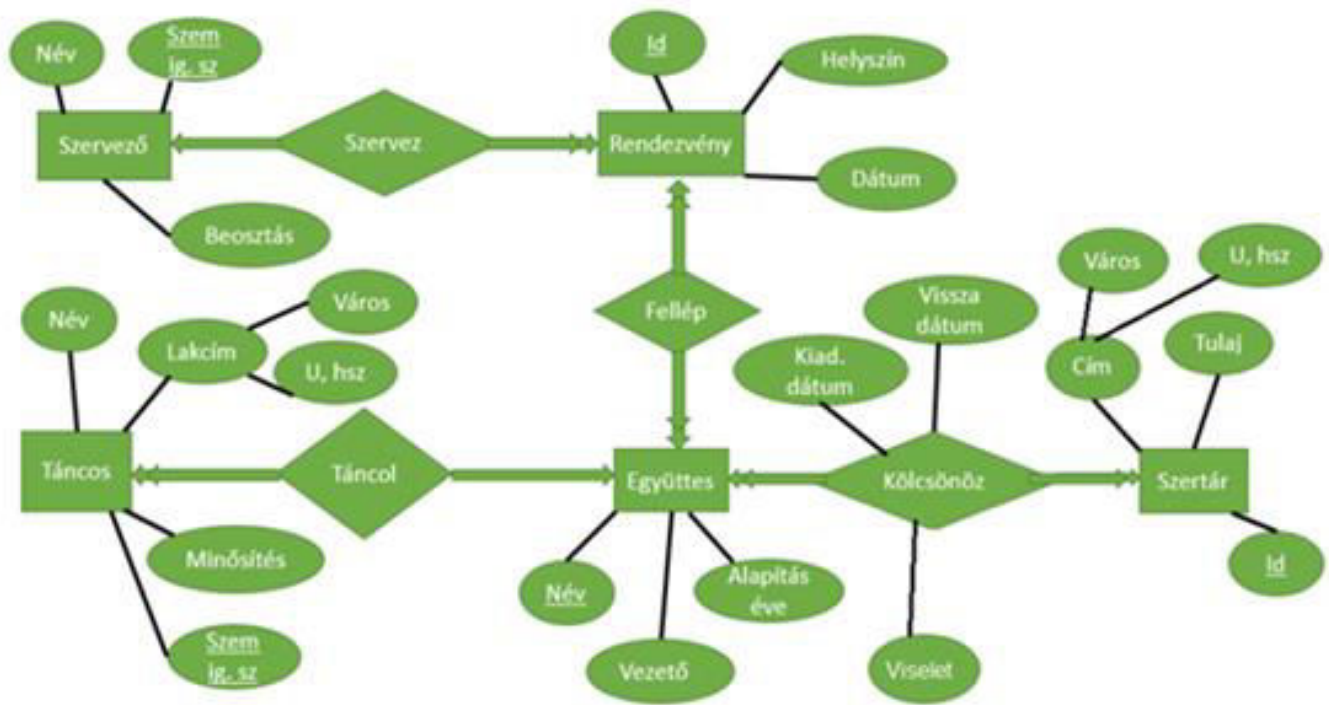 Név
Szem
ig. sz
Id
Helyszín
Szervező
Szervez
Rendezvény
Dátum
Beosztás
Város
U, hsz
Név
Lakcím
Város
U, hsz
Fellép
Vissza
dátum
Kiad.
dátum
Cím
Tulaj
Táncos
Táncol
Együttes
Kölcsönöz
Szertár
Minősítés
Név
Alapítás
éve
Id
Szem
ig. sz
Vezető
Viselet